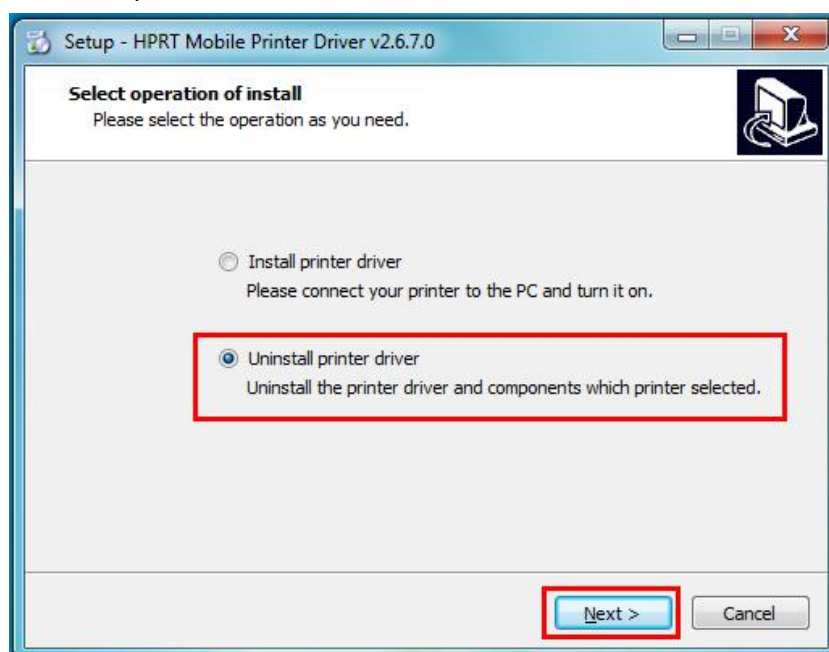 Setup - HPRT Mobile Printer Driver v2.6.7.0
Select operation of install
Please select the operation as you need.
Install printer driver
Please connect your printer to the PC and turn it on.
Uninstall printer driver
Uninstall the printer driver and components which printer selected.
Next >
Cancel